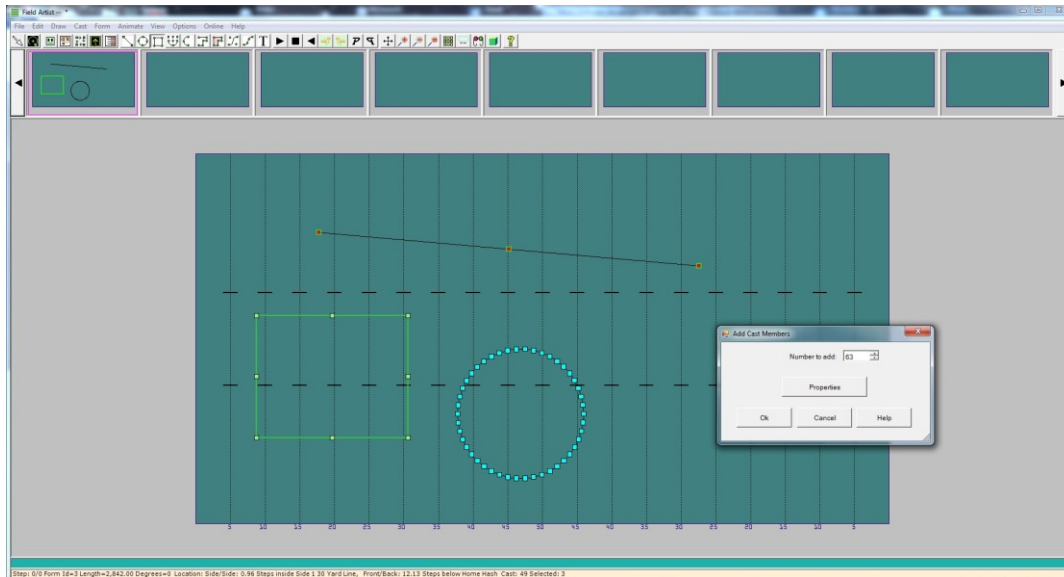 Field Artist -- *
File Edit Draw Cast Form Animate View Options Online Help
T P
Add Cast Members
Number to add: 63
Properties
Ok Cancel Help
5 10 15 20 25 30 35 40 45 50 45 40 35 30 25 20 15 10 5
Step: 0/0 Form Id=3 Length=2,842.00 Degrees=0 Location: Side/Side: 0.96 Steps inside Side 1 30 Yard Line, Front/Back: 12.13 Steps below Home Hash Cast: 49 Selected: 3